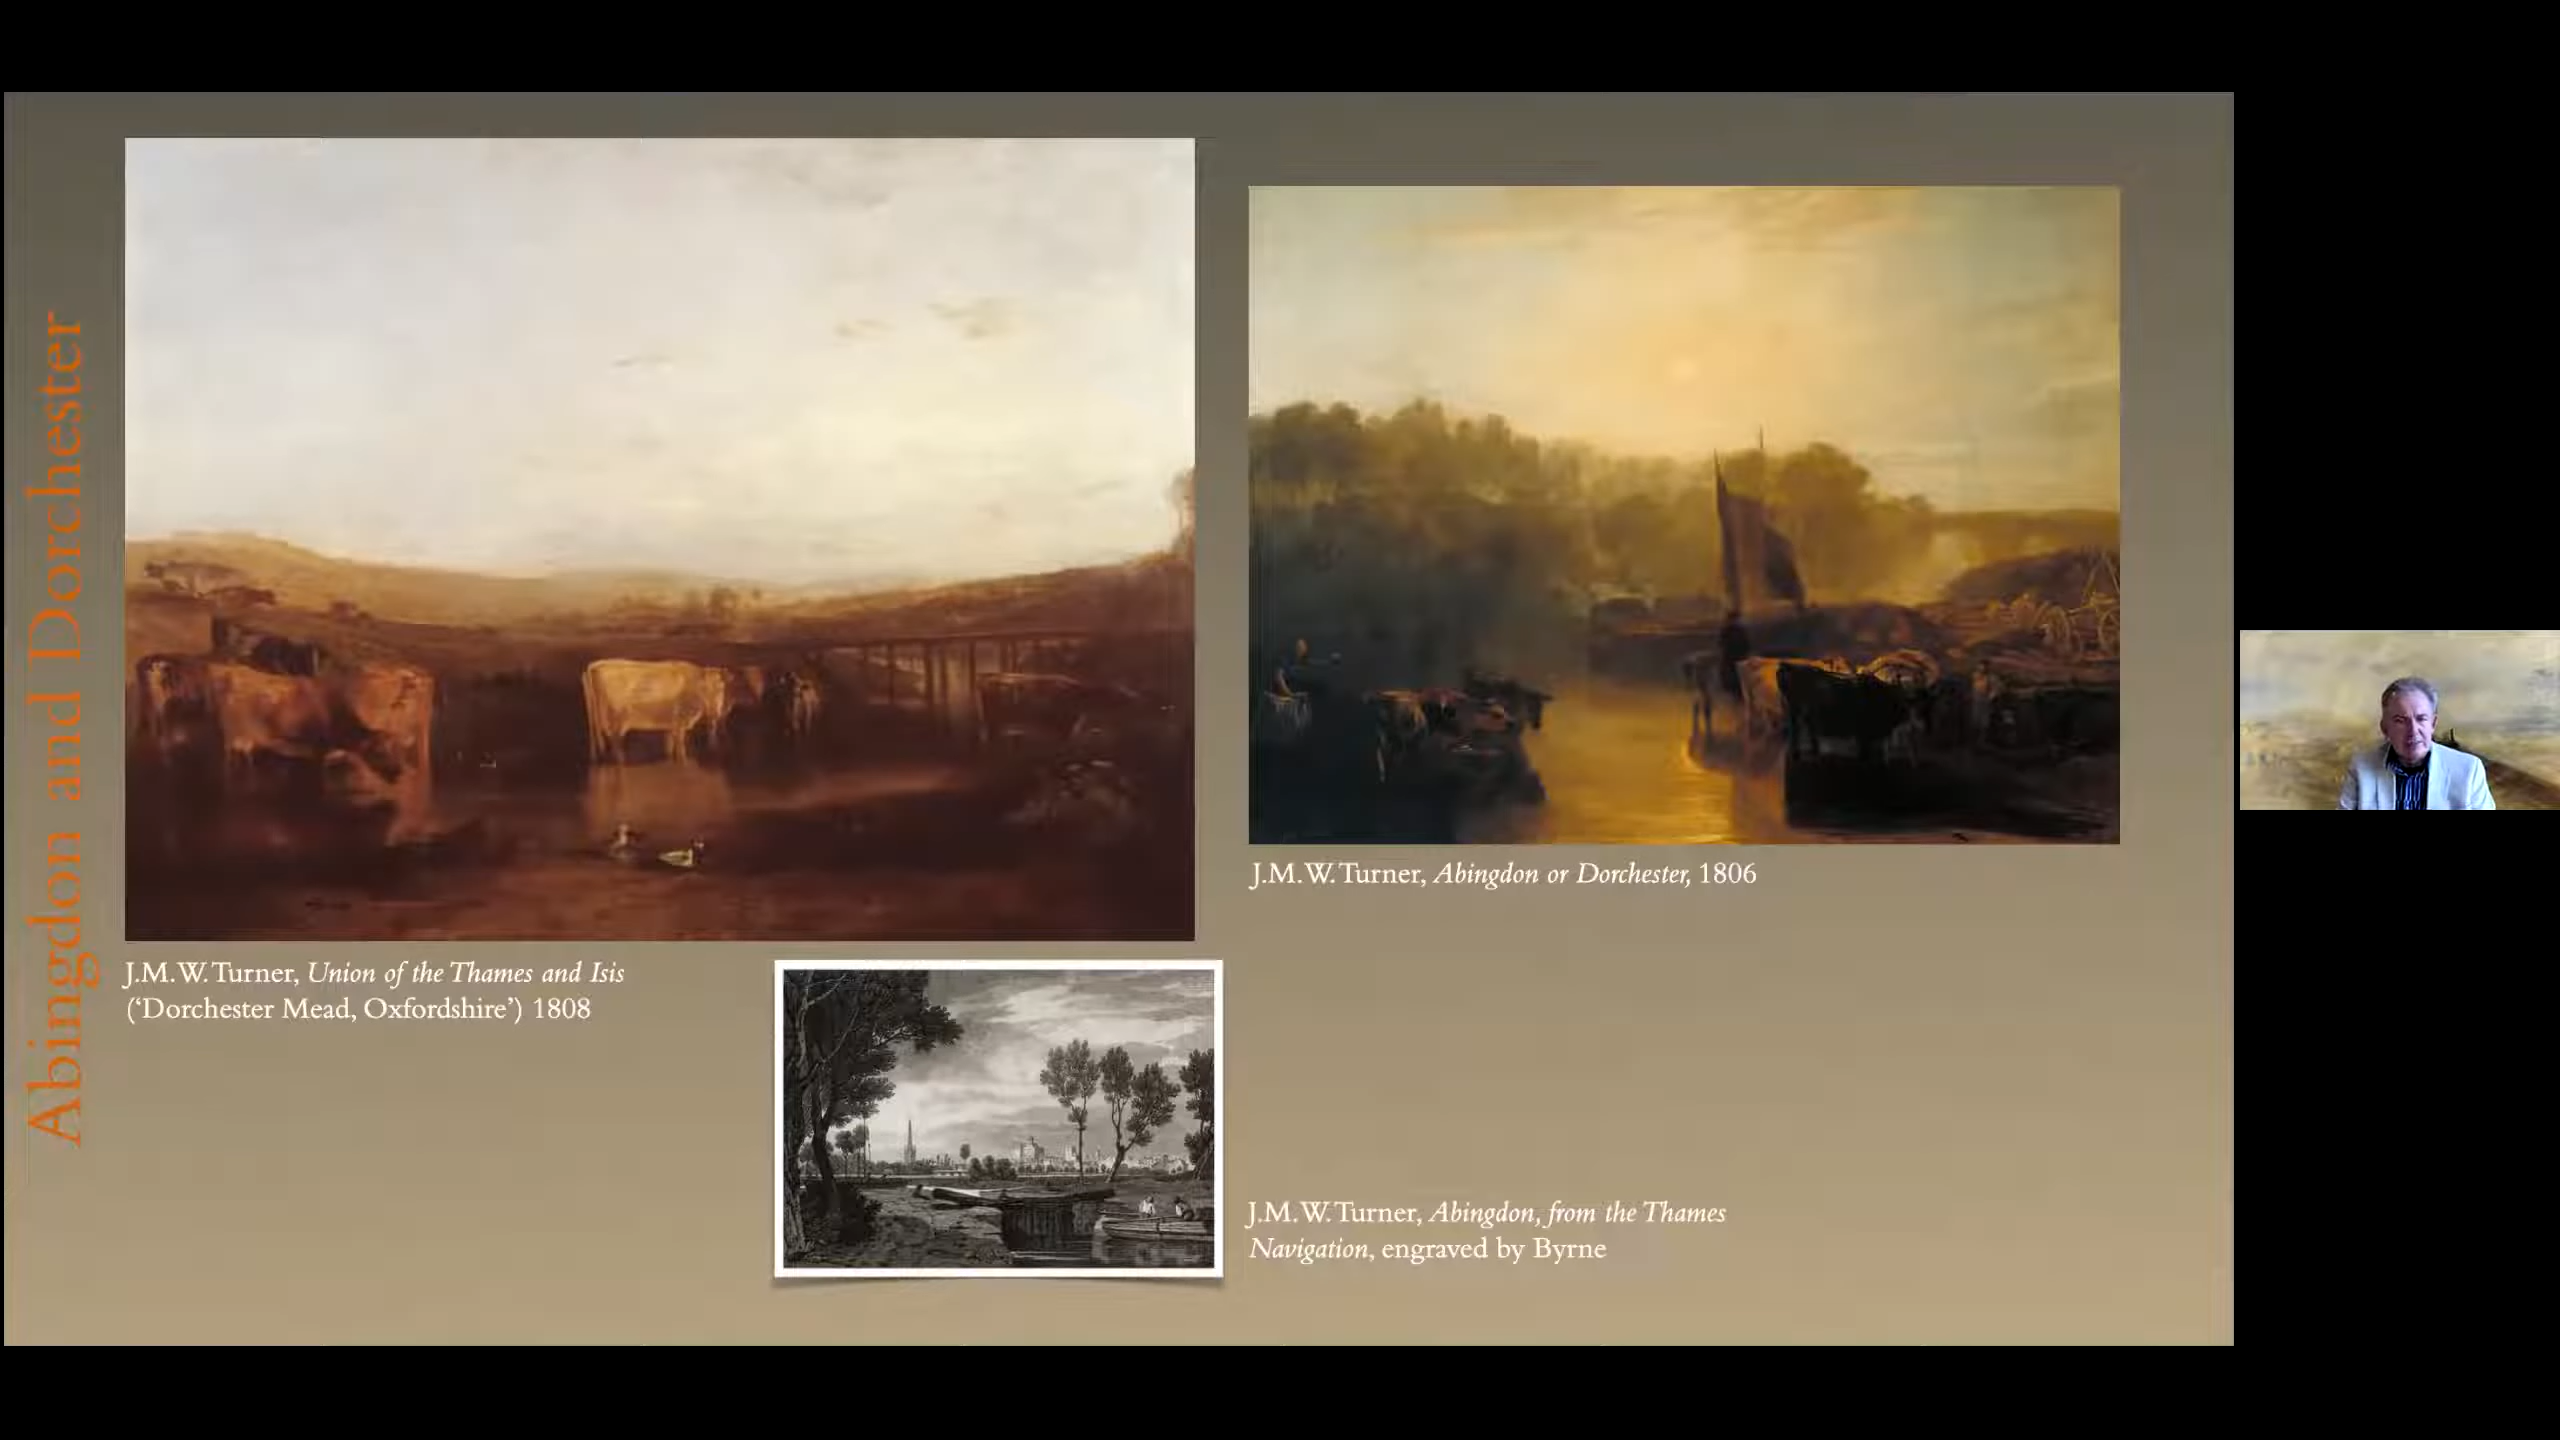 Abingdon and Dorchester
J.M.W. Turner, Union of the Thames and Isis
(‘Dorchester Mead, Oxfordshire’) 1808
J.M.W. Turner, Abingdon or Dorchester, 1806
J.M.W. Turner, Abingdon, from the Thames
Navigation, engraved by Byrne